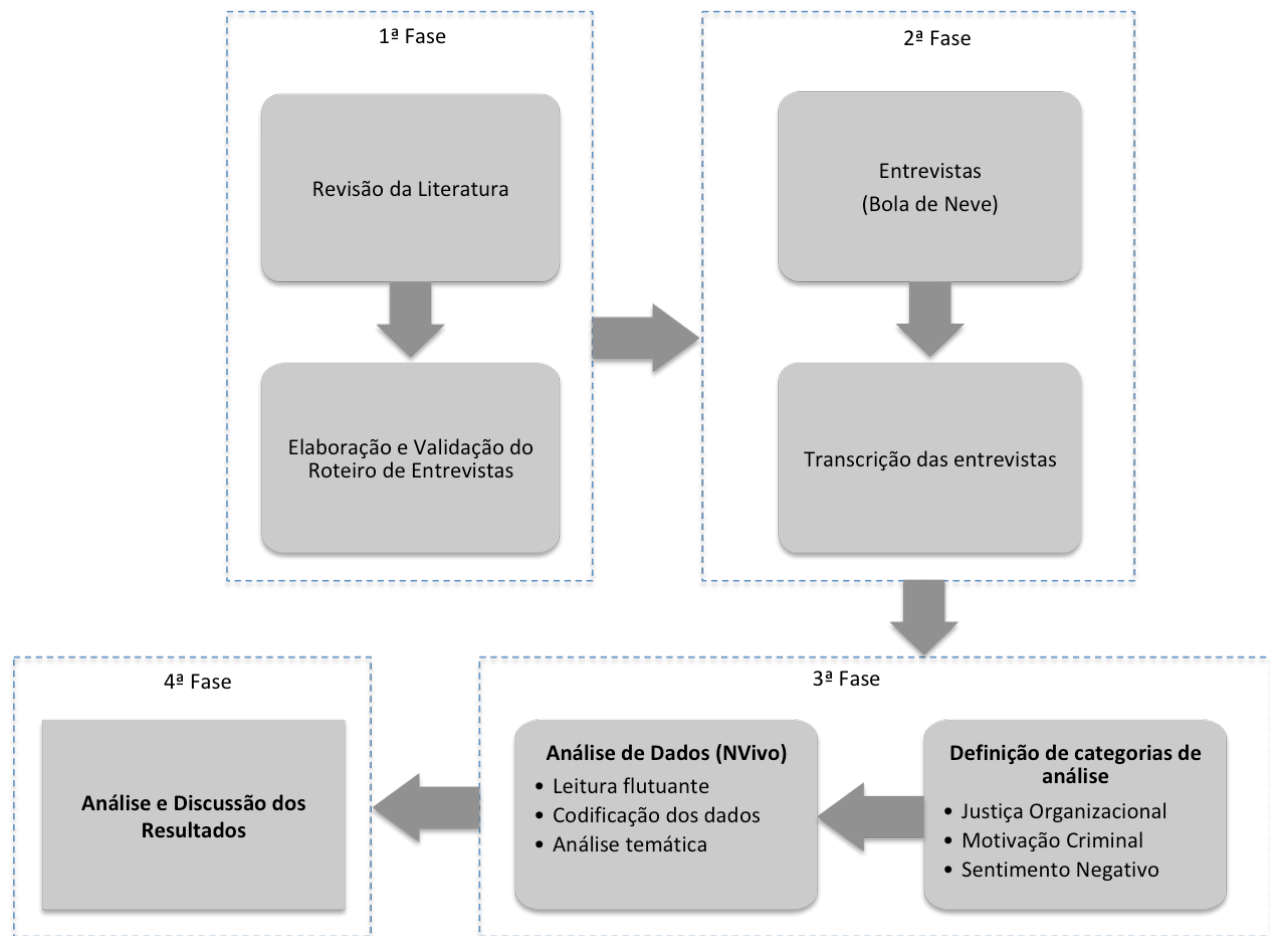 1ª Fase
Revisão da Literatura
Elaboração e Validação do
Roteiro de Entrevistas
2ª Fase
Entrevistas
(Bola de Neve)
Transcrição das entrevistas
3ª Fase
Definição de categorias de
análise
• Justiça Organizacional
• Motivação Criminal
• Sentimento Negativo
Análise de Dados (NVivo)
• Leitura flutuante
• Codificação dos dados
• Análise temática
4ª Fase
Análise e Discussão dos
Resultados